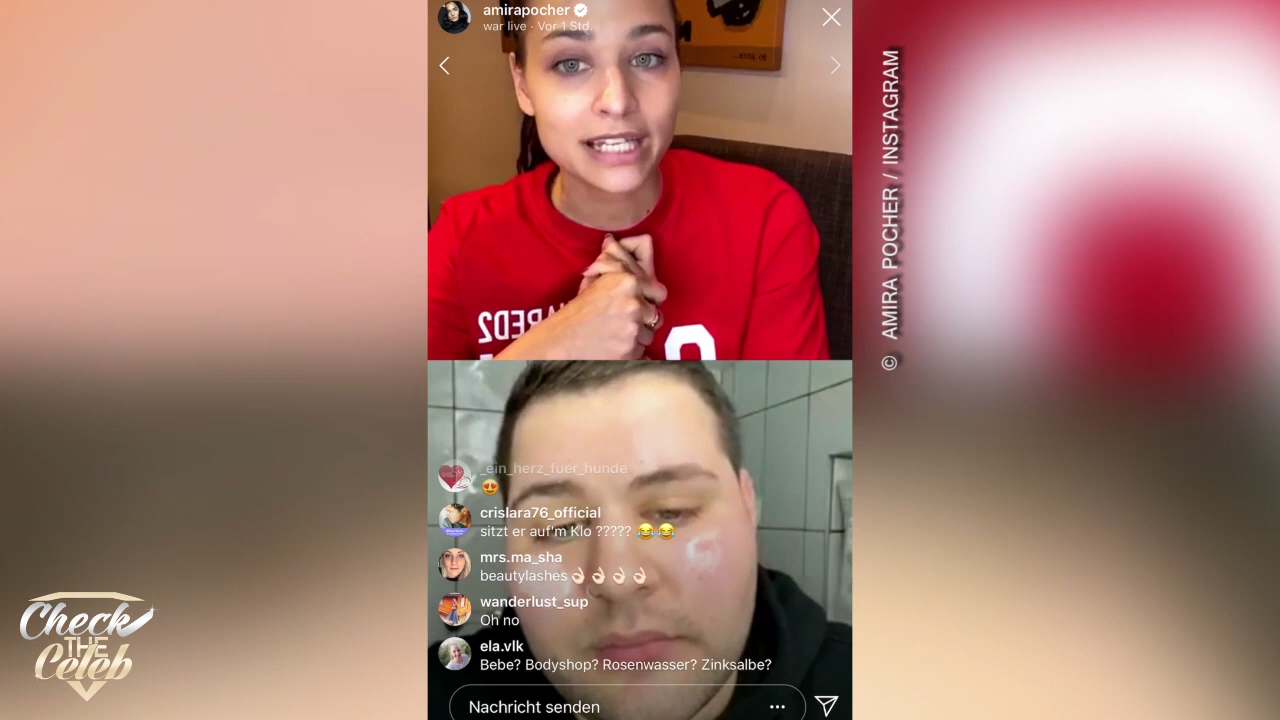 amirapocher
war live · Vor 1 Std.
© AMIRA POCHER / INSTAGRAM
_ein_herz_fuer_hunde
😍
crislara76_official
sitzt er auf'm Klo ????? 😂😂
mrs.ma_sha
beautylashes👌🏻👌🏻👌🏻👌🏻
wanderlust_sup
Oh no
ela.vlk
Bebe? Bodyshop? Rosenwasser? Zinksalbe?
Nachricht senden
Check
THE
Celeb